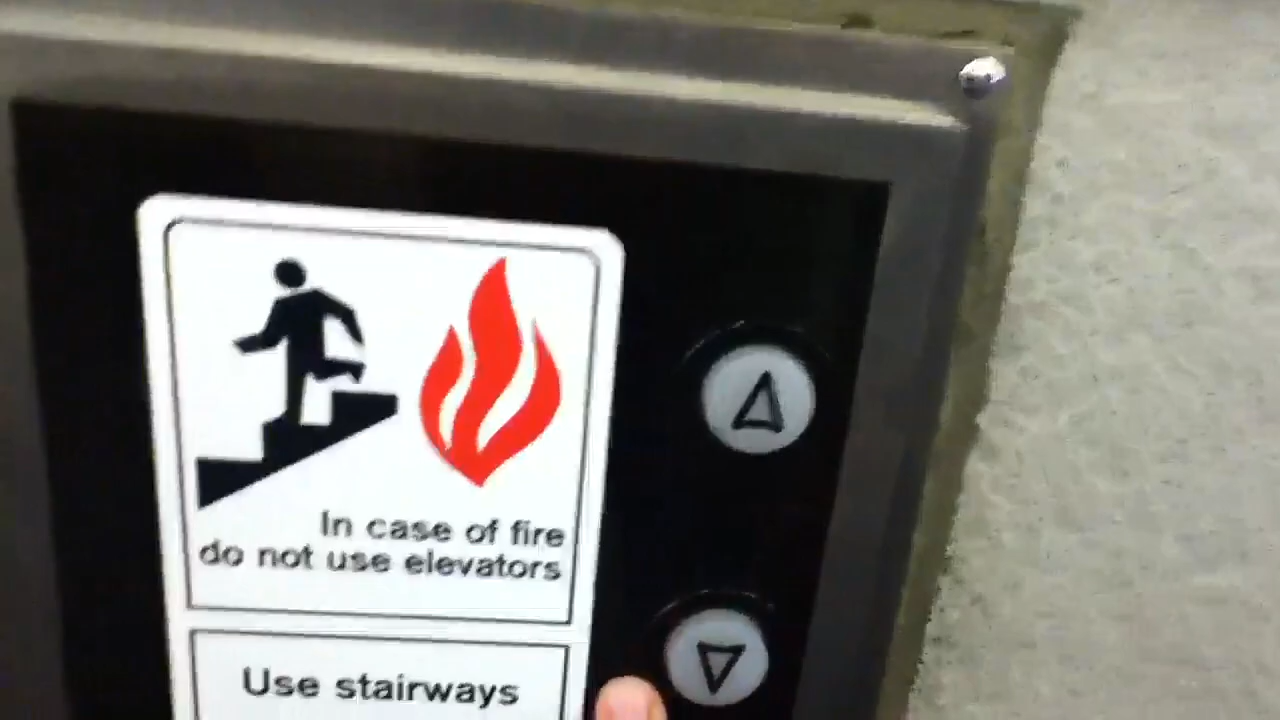 In case of fire
do not use elevators
Use stairways